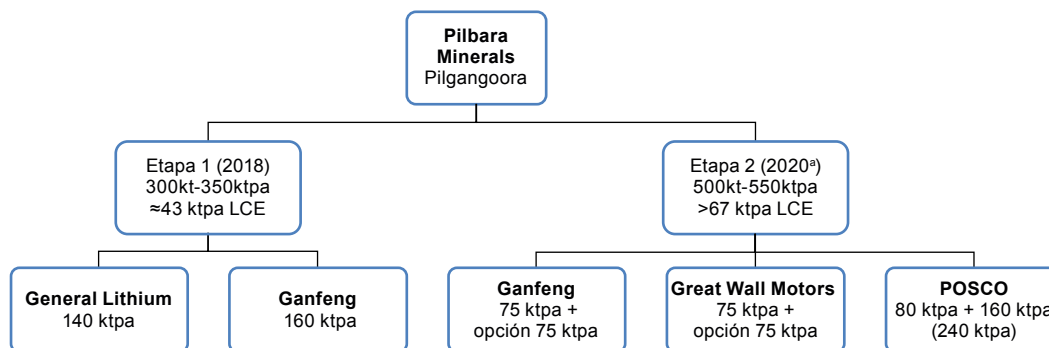 Pilbara
Minerals
Pilgangoora
Etapa 1 (2018)
300kt-350ktpa
≈43 ktpa LCE
Etapa 2 (2020ª)
500kt-550ktpa
>67 ktpa LCE
General Lithium
140 ktpa
Ganfeng
160 ktpa
Ganfeng
75 ktpa +
opción 75 ktpa
Great Wall Motors
75 ktpa +
opción 75 ktpa
POSCO
80 ktpa + 160 ktpa
(240 ktpa)